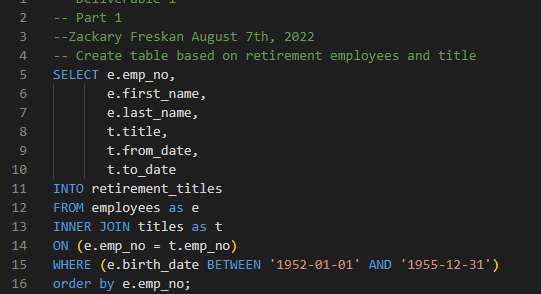 Deliverable 1
2 -- Part 1
3 --Zackary Freskan August 7th, 2022
4 -- Create table based on retirement employees and title
5 SELECT e.emp_no,
6 e.first_name,
7 e.last_name,
8 t.title,
9 t.from_date,
10 t.to_date
11 INTO retirement_titles
12 FROM employees as e
13 INNER JOIN titles as t
14 ON (e.emp_no = t.emp_no)
15 WHERE (e.birth_date BETWEEN '1952-01-01' AND '1955-12-31')
16 order by e.emp_no;